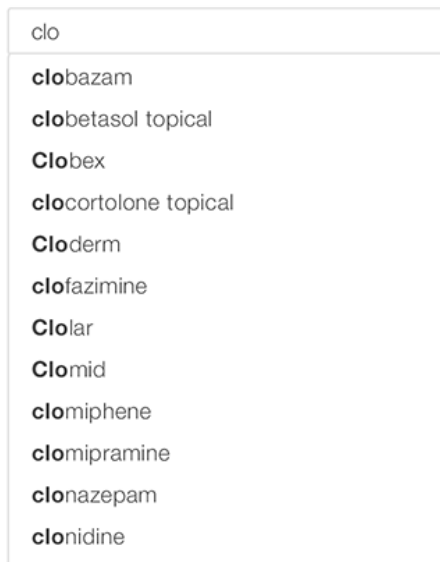 clo
clobazam
clobetasol topical
Clobex
clocortolone topical
Cloderm
clofazimine
Clolar
Clomid
clomiphene
clomipramine
clonazepam
clonidine